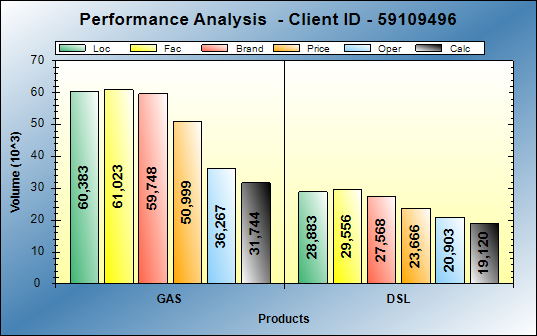 Performance Analysis - Client ID - 59109496
Loc Fac Brand Price Oper Calc
Volume (10^3)
70
60
50
40
30
20
10
0
60,383 61,023 59,748 50,999 36,267 31,744 28,883 29,556 27,568 23,666 20,903 19,120
GAS DSL
Products